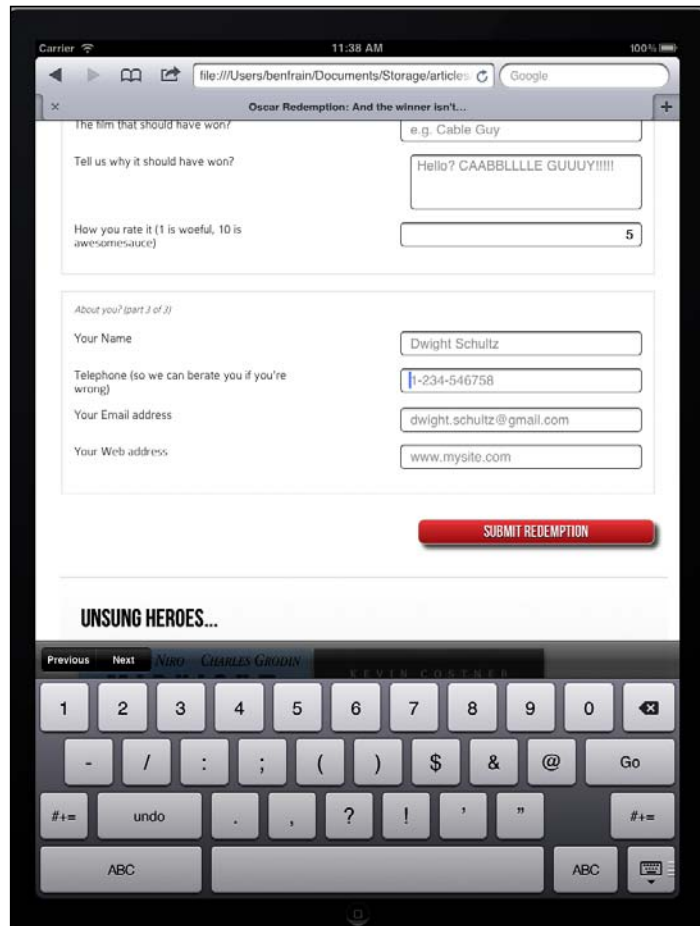 Carrier 11:38 AM 100%
file:///Users/benfrain/Documents/Storage/articles Google
Oscar Redemption: And the winner isn't...
The film that should have won? e.g. Cable Guy
Tell us why it should have won? Hello? CAABBLLLLE GUUUY!!!!!
How you rate it (1 is woeful, 10 is
awesomesauce) 5
About you? (part 3 of 3)
Your Name Dwight Schultz
Telephone (so we can berate you if you're
wrong) 1-234-546758
Your Email address dwight.schultz@gmail.com
Your Web address www.mysite.com
SUBMIT REDEMPTION
UNSUNG HEROES...
Previous Next NIRO CHARLES GRODIN KEVIN COSTNER
1 2 3 4 5 6 7 8 9 0
- / : ; ( ) $ & @ Go
#+= undo . , ? ! ' " #+=
ABC ABC